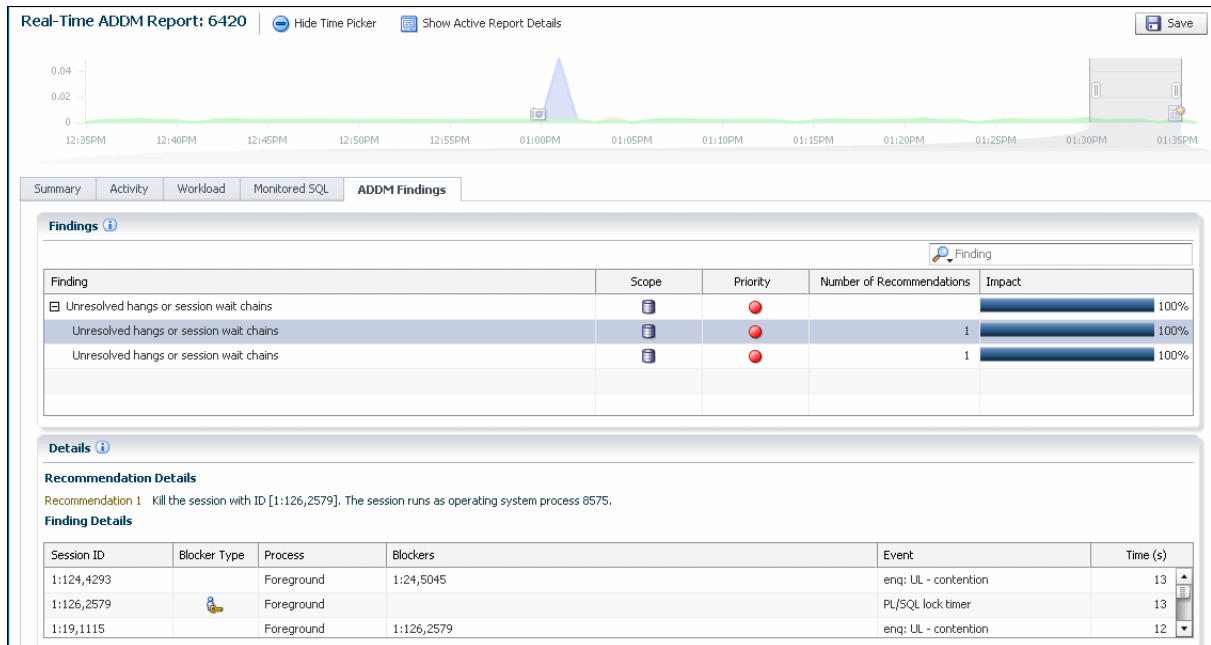 Real-Time ADDM Report: 6420 Hide Time Picker Show Active Report Details Save
0.04
0.02
0
12:35PM 12:40PM 12:45PM 12:50PM 12:55PM 01:00PM 01:05PM 01:10PM 01:15PM 01:20PM 01:25PM 01:30PM 01:35PM
Summary Activity Workload Monitored SQL ADDM Findings
Findings
Finding
Finding Scope Priority Number of Recommendations Impact
Unresolved hangs or session wait chains 100%
Unresolved hangs or session wait chains 1 100%
Unresolved hangs or session wait chains 1 100%
Details
Recommendation Details
Recommendation 1 Kill the session with ID [1:126,2579]. The session runs as operating system process 8575.
Finding Details
Session ID Blocker Type Process Blockers Event Time (s)
1:124,4293 Foreground 1:24,5045 enq: UL - contention 13
1:126,2579 Foreground PL/SQL lock timer 13
1:19,1115 Foreground 1:126,2579 enq: UL - contention 12